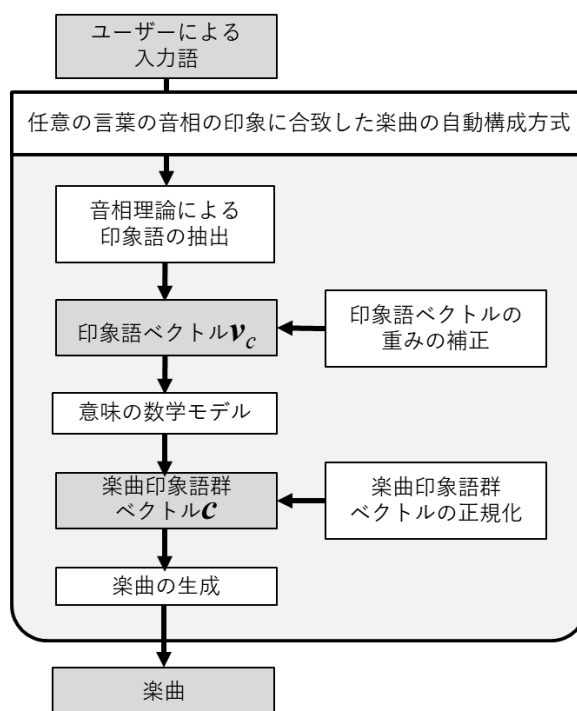 ユーザーによる
入力語
任意の言葉の音相の印象に合致した楽曲の自動構成方式
音相理論による
印象語の抽出
印象語ベクトルv_c
印象語ベクトルの
重みの補正
意味の数学モデル
楽曲印象語群
ベクトルc
楽曲印象語群
ベクトルの正規化
楽曲の生成
楽曲